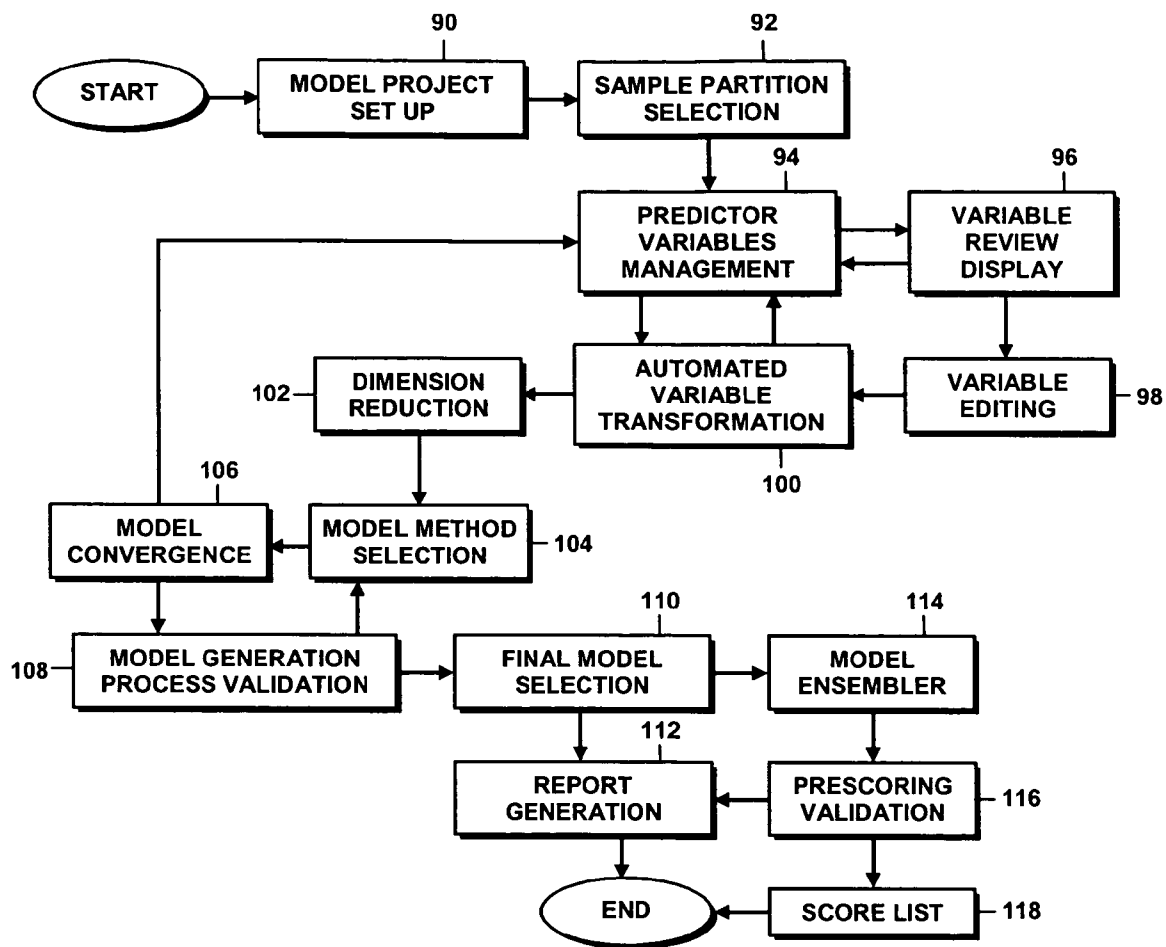 90
92
START
MODEL PROJECT
SET UP
SAMPLE PARTITION
SELECTION
94
96
PREDICTOR
VARIABLES
MANAGEMENT
VARIABLE
REVIEW
DISPLAY
102
DIMENSION
REDUCTION
AUTOMATED
VARIABLE
TRANSFORMATION
VARIABLE
EDITING
98
100
106
MODEL
CONVERGENCE
MODEL METHOD
SELECTION
104
110
114
108
MODEL GENERATION
PROCESS VALIDATION
FINAL MODEL
SELECTION
MODEL
ENSEMBLER
112
REPORT
GENERATION
PRESCORING
VALIDATION
116
END
SCORE LIST
118